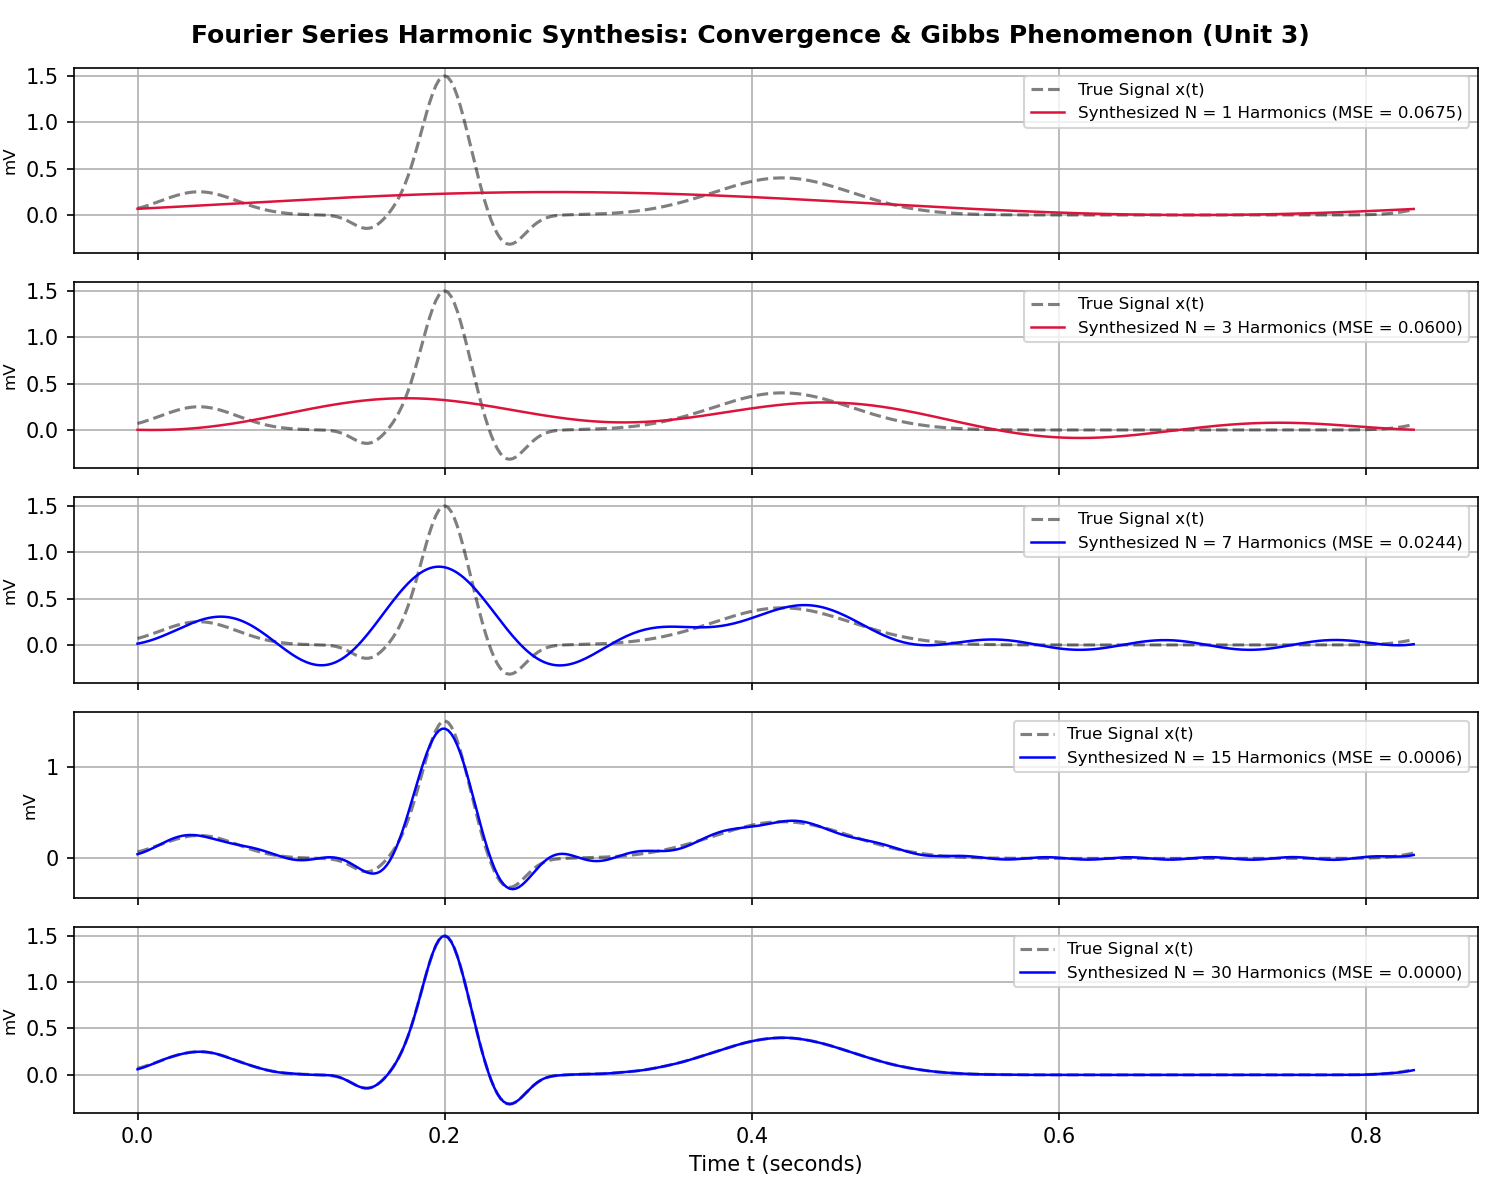 Fourier Series Harmonic Synthesis: Convergence & Gibbs Phenomenon (Unit 3)
1.5
1.0
0.5
0.0
mV
True Signal x(t)
Synthesized N = 1 Harmonics (MSE = 0.0675)
1.5
1.0
0.5
0.0
mV
True Signal x(t)
Synthesized N = 3 Harmonics (MSE = 0.0600)
1.5
1.0
0.5
0.0
mV
True Signal x(t)
Synthesized N = 7 Harmonics (MSE = 0.0244)
1
0
mV
True Signal x(t)
Synthesized N = 15 Harmonics (MSE = 0.0006)
1.5
1.0
0.5
0.0
mV
True Signal x(t)
Synthesized N = 30 Harmonics (MSE = 0.0000)
0.0 0.2 0.4 0.6 0.8
Time t (seconds)